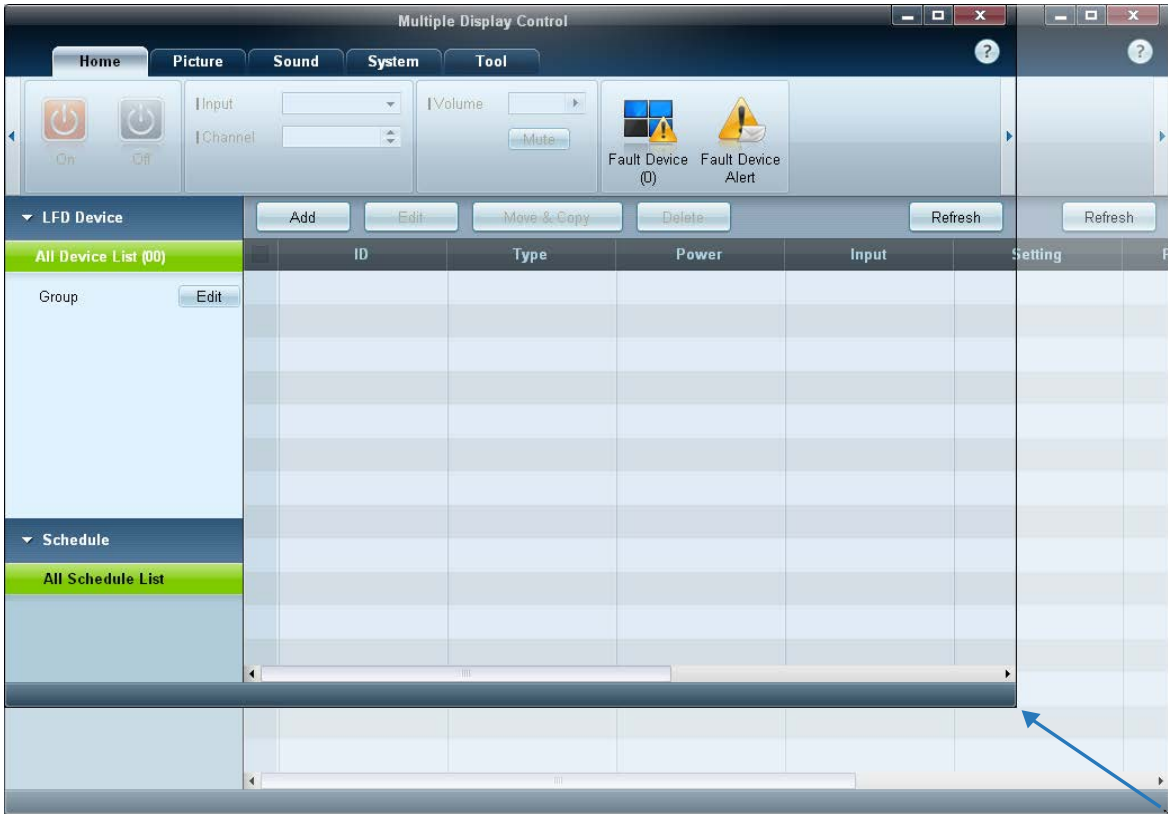 Multiple Display Control
Home Picture Sound System Tool
Input
Volume
Channel
Mute
On Off
Fault Device
(0)
Fault Device
Alert
LFD Device
Add Edit Move & Copy Delete Refresh Refresh
All Device List (00)
ID Type Power Input Setting
Group Edit
Schedule
All Schedule List